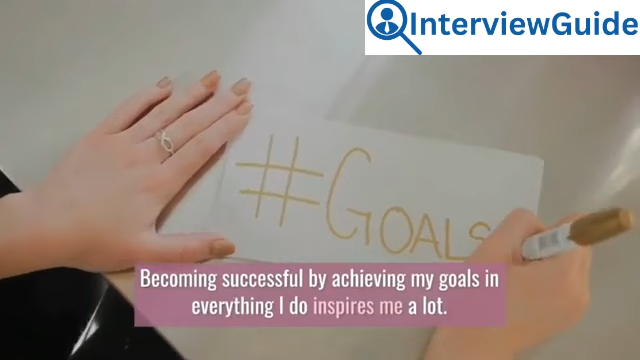 InterviewGuide
#GOALS
Becoming successful by achieving my goals in
everything I do inspires me a lot.